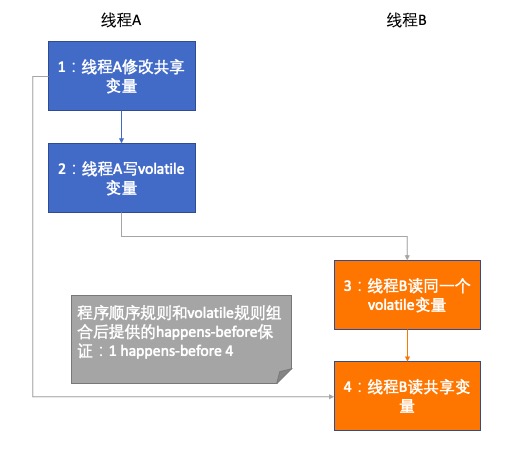 线程A
线程B
1：线程A修改共享
变量
2：线程A写volatile
变量
3：线程B读同一个
volatile变量
程序顺序规则和volatile规则组
合后提供的happens-before保
证：1 happens-before 4
4：线程B读共享变
量